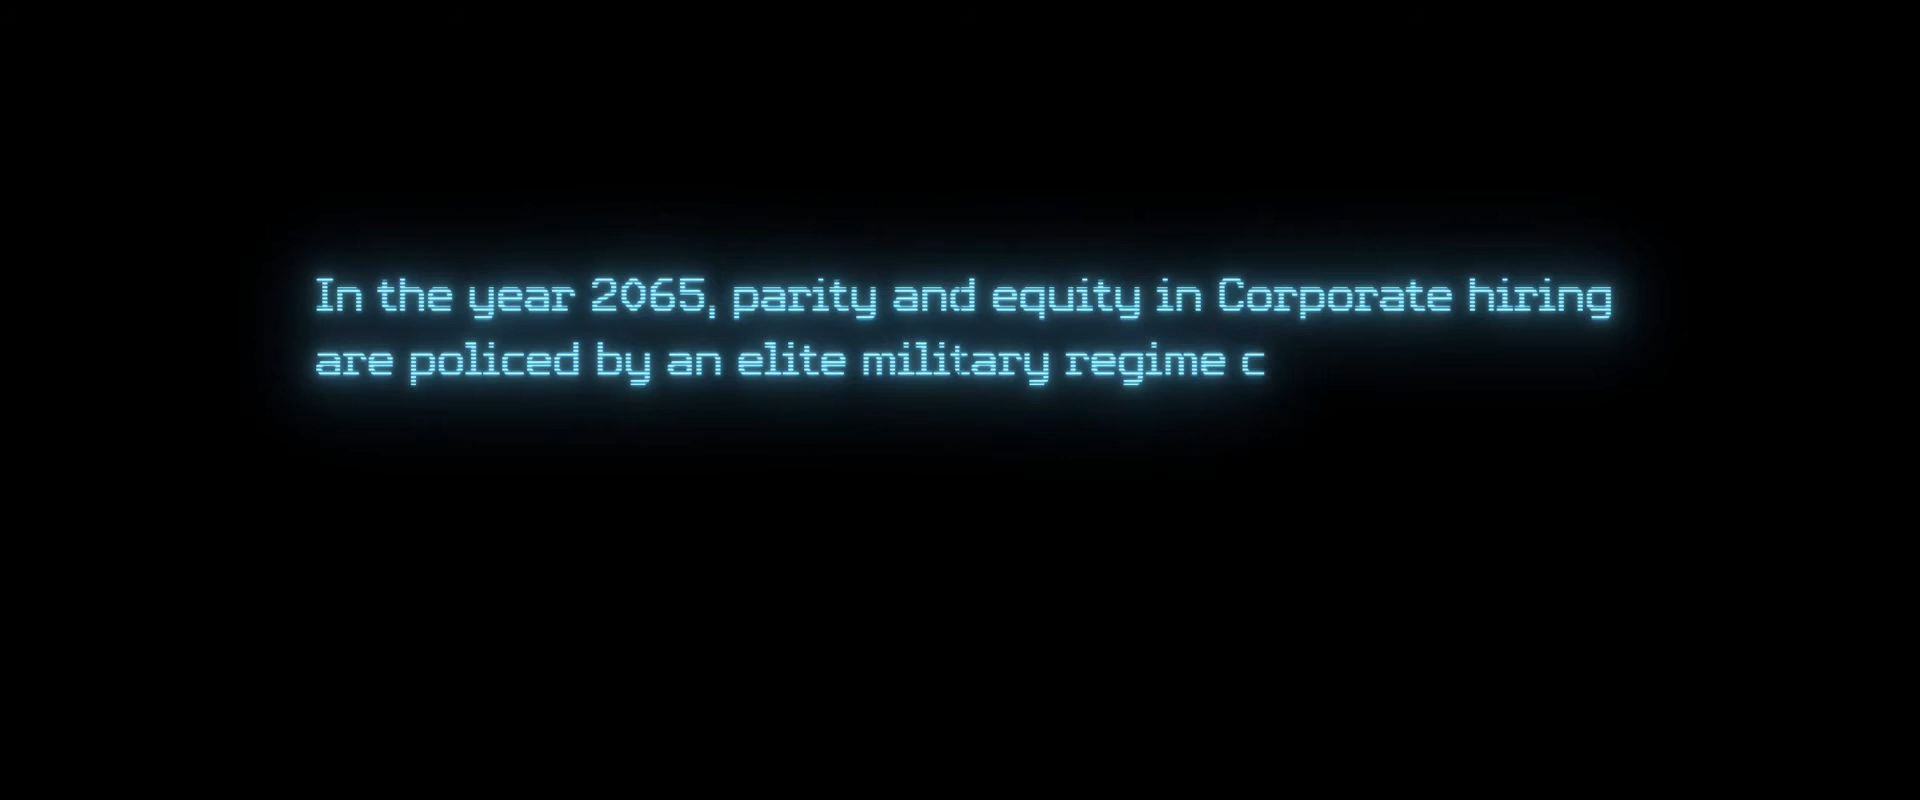 In the year 2065, parity and equity in Corporate hiring
are policed by an elite military regime c